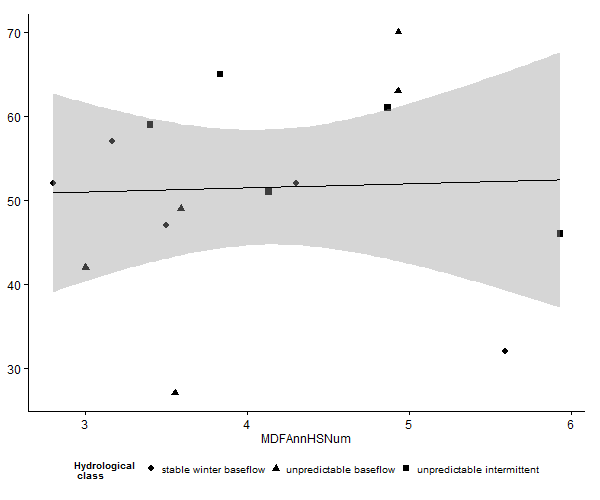 70
60
50
40
30
3 4 5 6
MDFAnnHSNum
Hydrological
class
stable winter baseflow unpredictable baseflow unpredictable intermittent